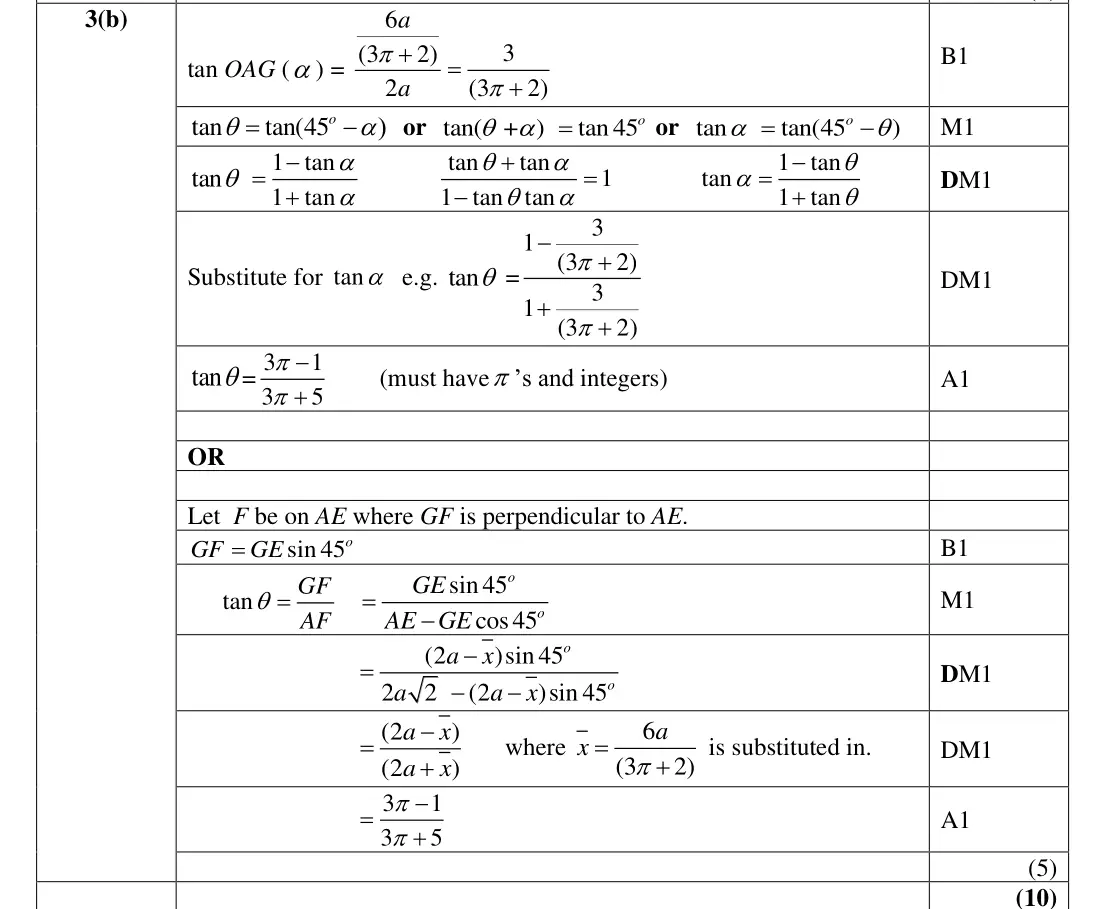 3(b)
tan OAG (α) = (6a/(3π + 2))/2a = 3/(3π + 2) B1
tan θ = tan(45° − α) or tan(θ + α) = tan 45° or tan α = tan(45° − θ) M1
tan θ = (1 − tan α)/(1 + tan α) (tan θ + tan α)/(1 − tan θ tan α) = 1 tan α = (1 − tan θ)/(1 + tan θ) DM1
Substitute for tan α e.g. tan θ = (1 − 3/(3π + 2))/(1 + 3/(3π + 2)) DM1
tan θ = (3π − 1)/(3π + 5) (must have π 's and integers) A1
OR
Let F be on AE where GF is perpendicular to AE.
GF = GE sin 45° B1
tan θ = GF/AF = GE sin 45°/(AE − GE cos 45°) M1
= (2a − x̄) sin 45°/(2a√2 − (2a − x̄) sin 45°) DM1
= (2a − x̄)/(2a + x̄) where x̄ = 6a/(3π + 2) is substituted in. DM1
= (3π − 1)/(3π + 5) A1
(5)
(10)